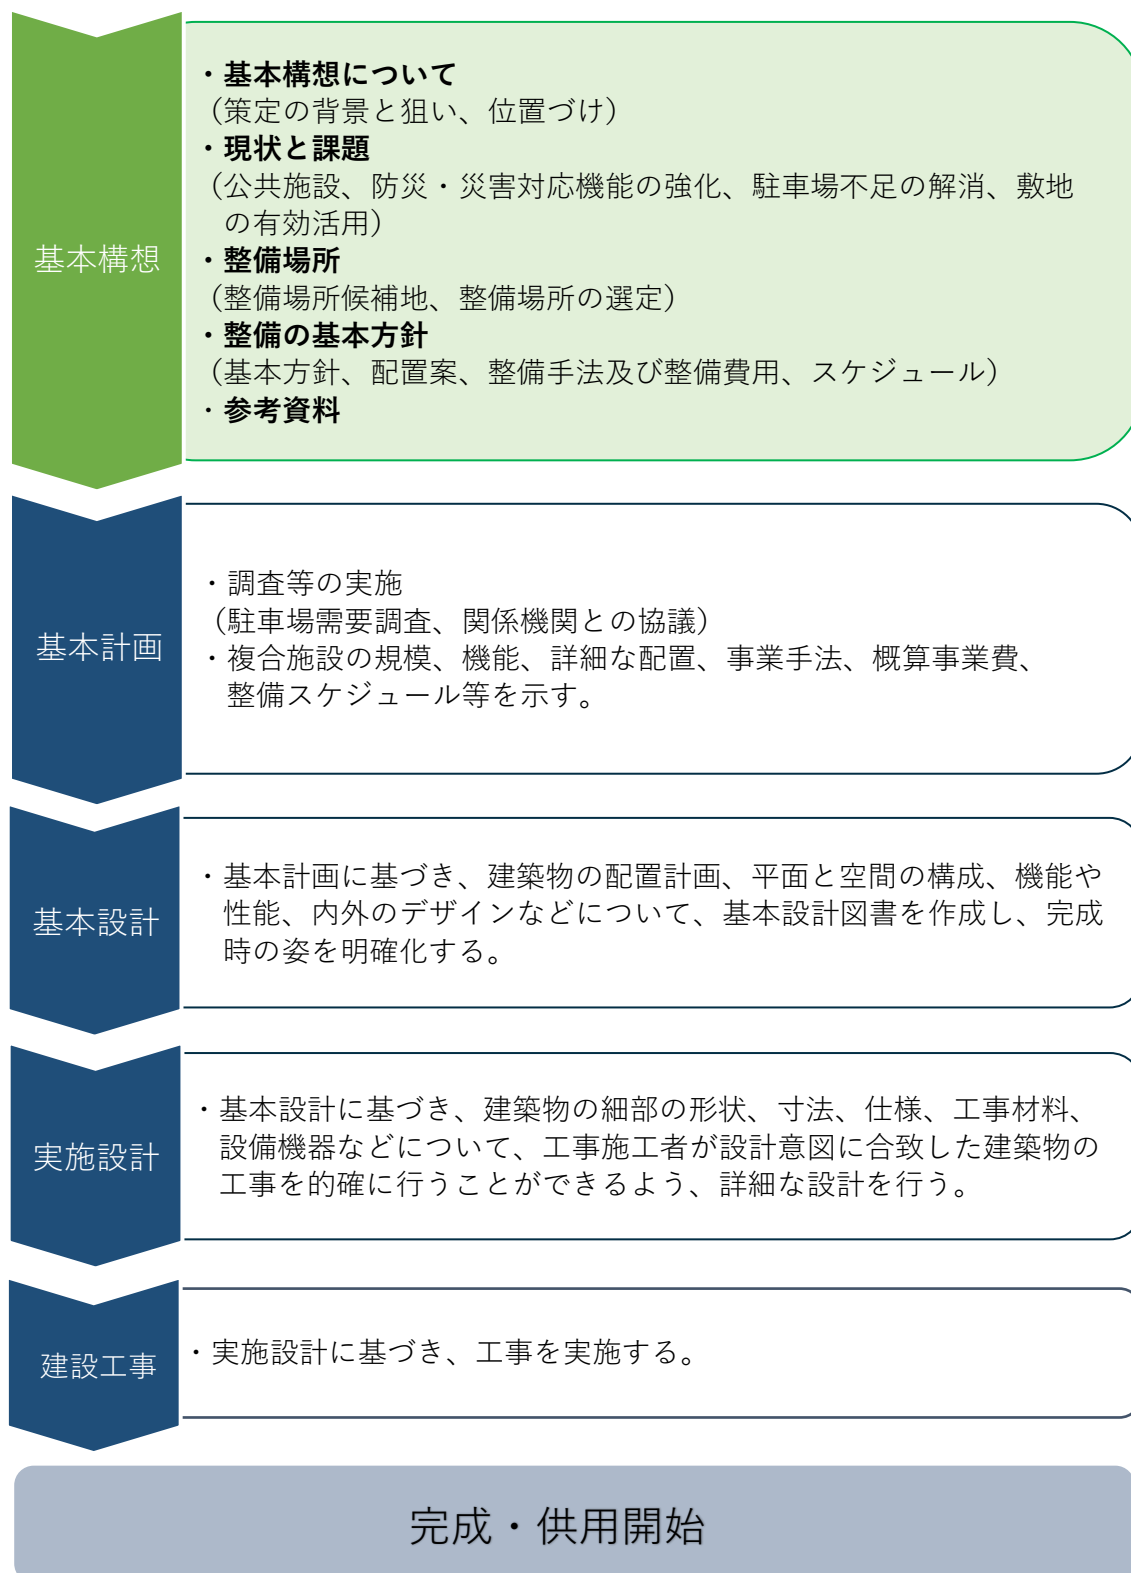 基本構想
・基本構想について
（策定の背景と狙い、位置づけ）
・現状と課題
（公共施設、防災・災害対応機能の強化、駐車場不足の解消、敷地
の有効活用）
・整備場所
（整備場所候補地、整備場所の選定）
・整備の基本方針
（基本方針、配置案、整備手法及び整備費用、スケジュール）
・参考資料
基本計画
・調査等の実施
（駐車場需要調査、関係機関との協議）
・複合施設の規模、機能、詳細な配置、事業手法、概算事業費、
整備スケジュール等を示す。
基本設計
・基本計画に基づき、建築物の配置計画、平面と空間の構成、機能や
性能、内外のデザインなどについて、基本設計図書を作成し、完成
時の姿を明確化する。
実施設計
・基本設計に基づき、建築物の細部の形状、寸法、仕様、工事材料、
設備機器などについて、工事施工者が設計意図に合致した建築物の
工事を的確に行うことができるよう、詳細な設計を行う。
建設工事
・実施設計に基づき、工事を実施する。
完成・供用開始